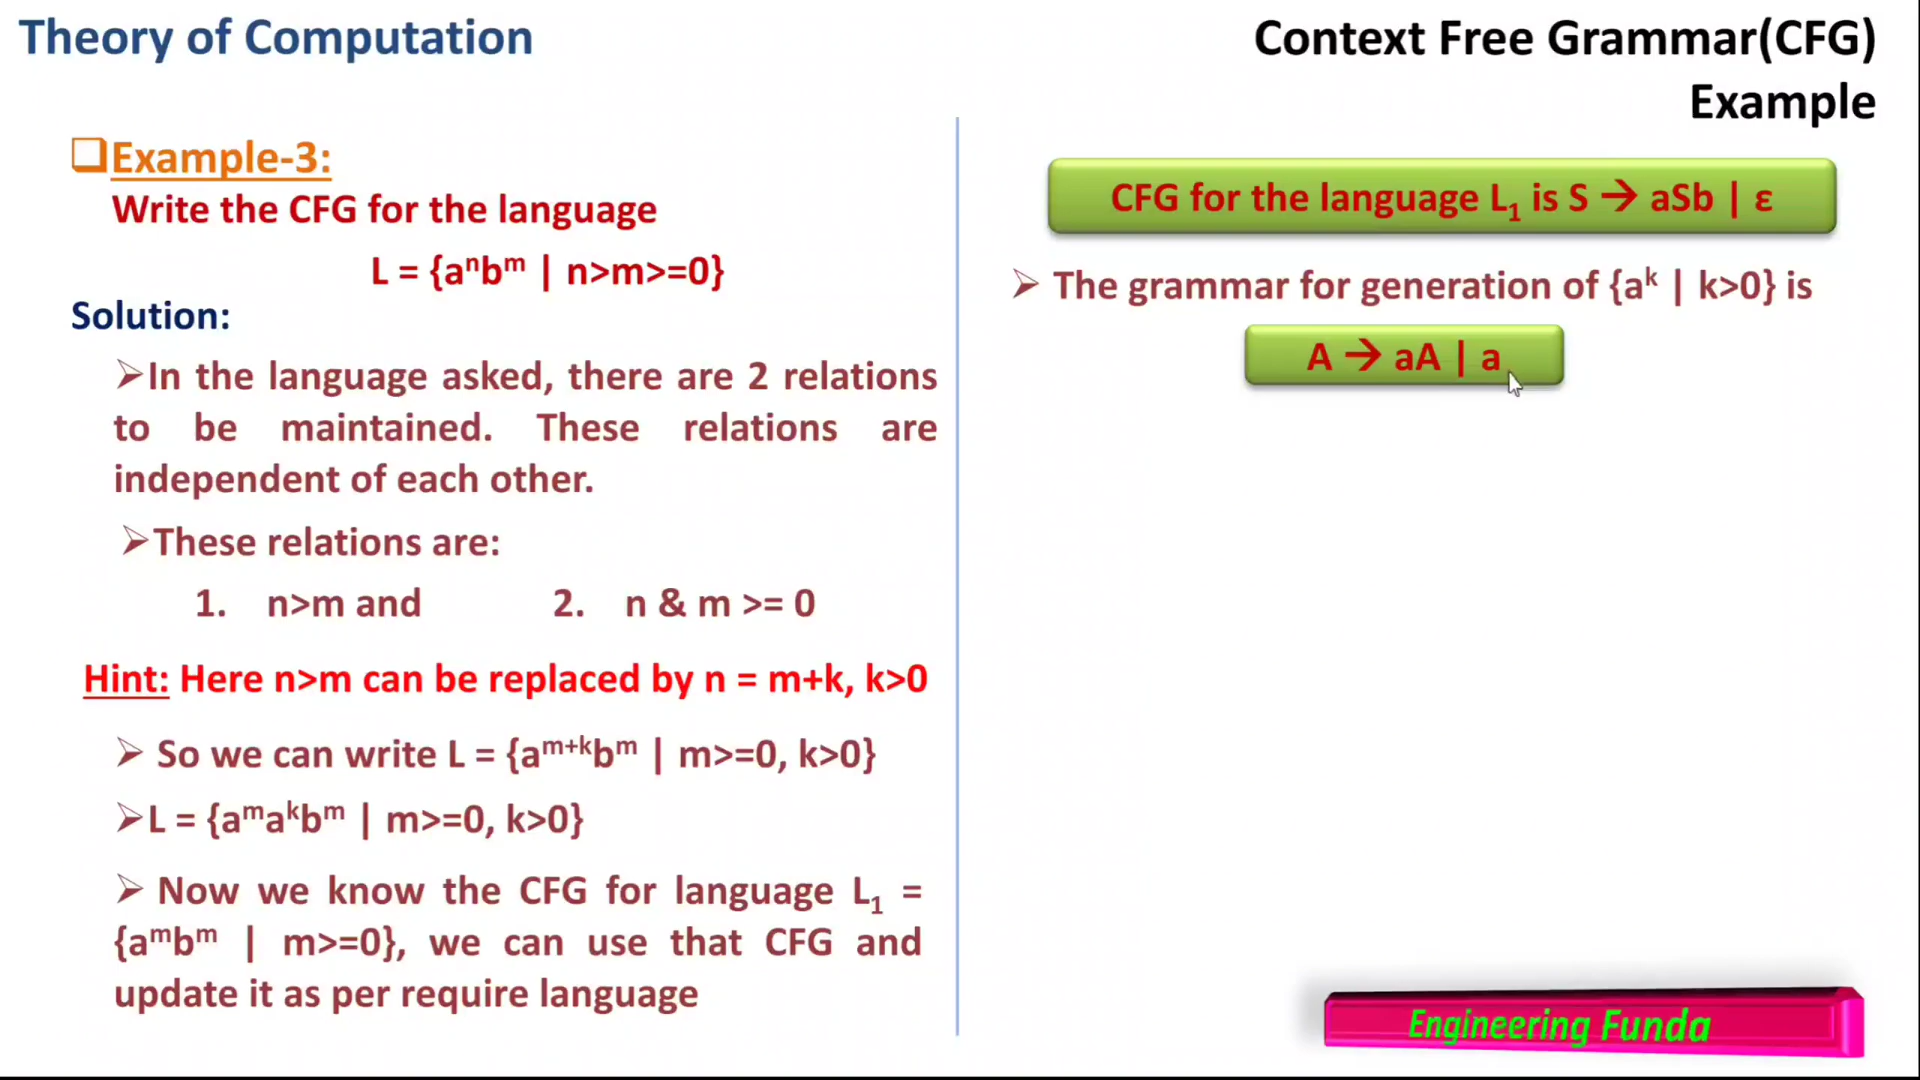 Theory of Computation
Context Free Grammar(CFG)
Example
Example-3:
Write the CFG for the language
L = {aⁿbᵐ | n>m>=0}
Solution:
➢In the language asked, there are 2 relations
to be maintained. These relations are
independent of each other.
➢These relations are:
1. n>m and 2. n & m >= 0
Hint: Here n>m can be replaced by n = m+k, k>0
➢ So we can write L = {aᵐ⁺ᵏbᵐ | m>=0, k>0}
➢L = {aᵐaᵏbᵐ | m>=0, k>0}
➢ Now we know the CFG for language L₁ =
{aᵐbᵐ | m>=0}, we can use that CFG and
update it as per require language
CFG for the language L₁ is S → aSb | ε
➢ The grammar for generation of {aᵏ | k>0} is
A → aA | a
Engineering Funda